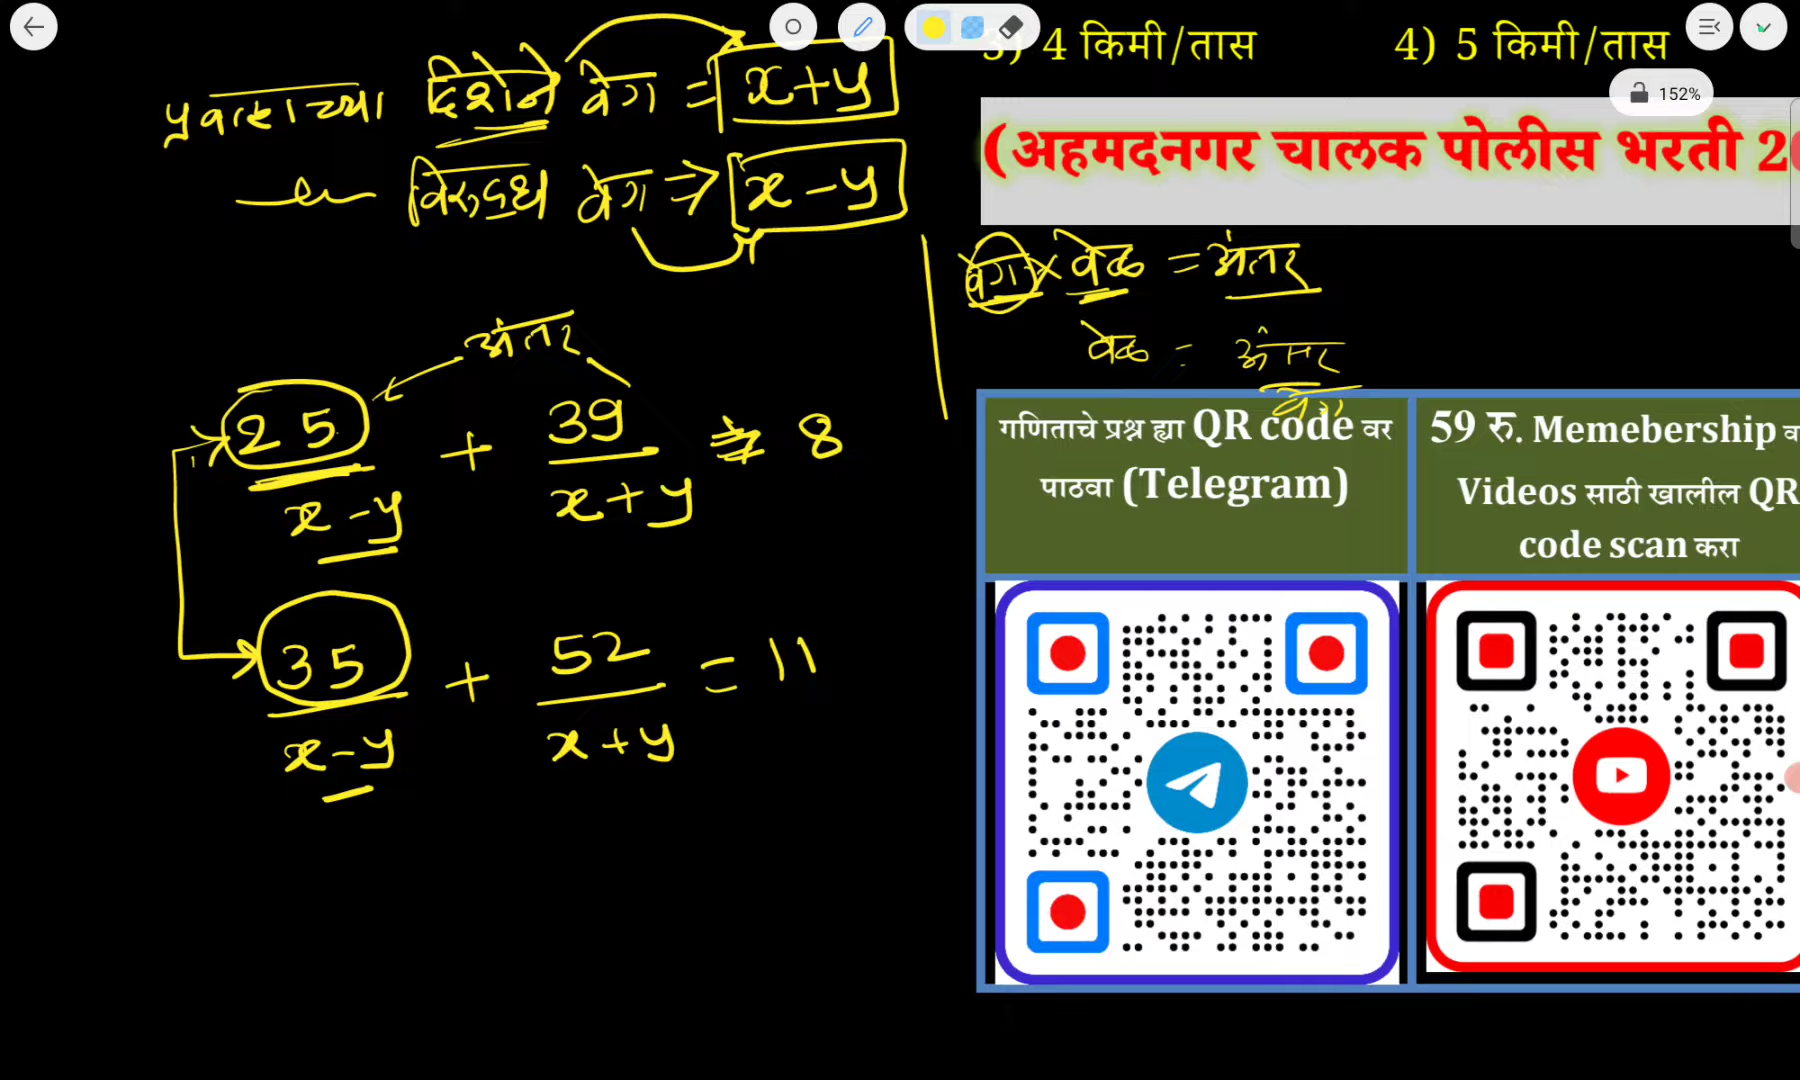 3) 4 किमी/तास 4) 5 किमी/तास
152%
(अहमदनगर चालक पोलीस भरती 2
प्रवाहाच्या दिशेने वेग = x+y
विरुद्ध वेग ⇒ x-y
वेग × वेळ = अंतर
वेळ = अंतर
वेग
अंतर
25 + 39 ⇒ 8
x-y x+y
35 + 52 = 11
x-y x+y
गणिताचे प्रश्न ह्या QR code वर
पाठवा (Telegram)
59 रु. Memebership व
Videos साठी खालील QR
code scan करा